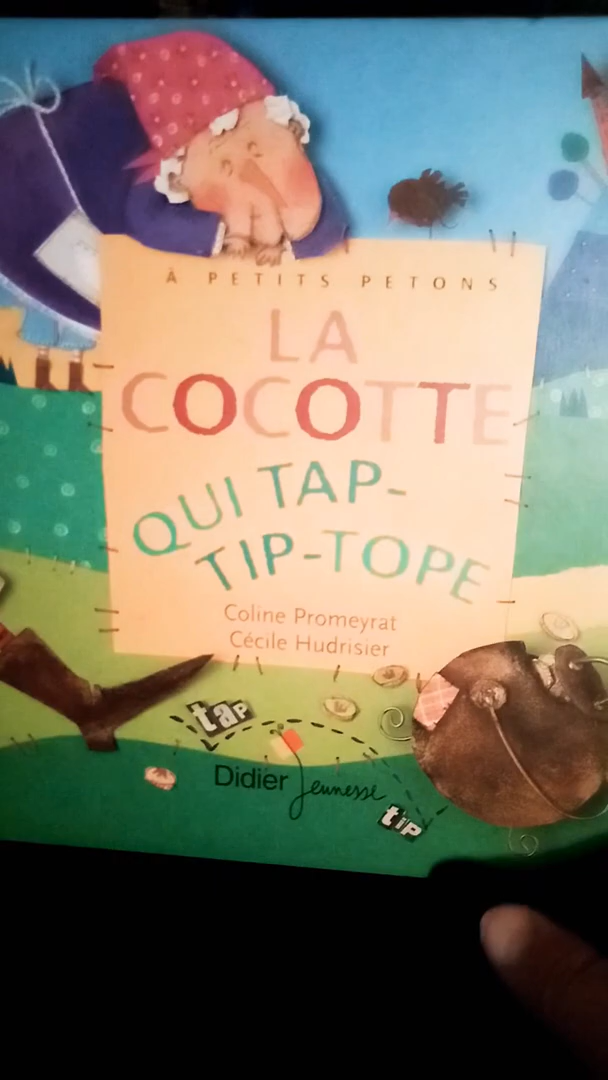 À PETITS PETONS
LA
COCOTTE
QUI TAP-
TIP-TOPE
Coline Promeyrat
Cécile Hudrisier
tap
Didier Jeunesse
tip